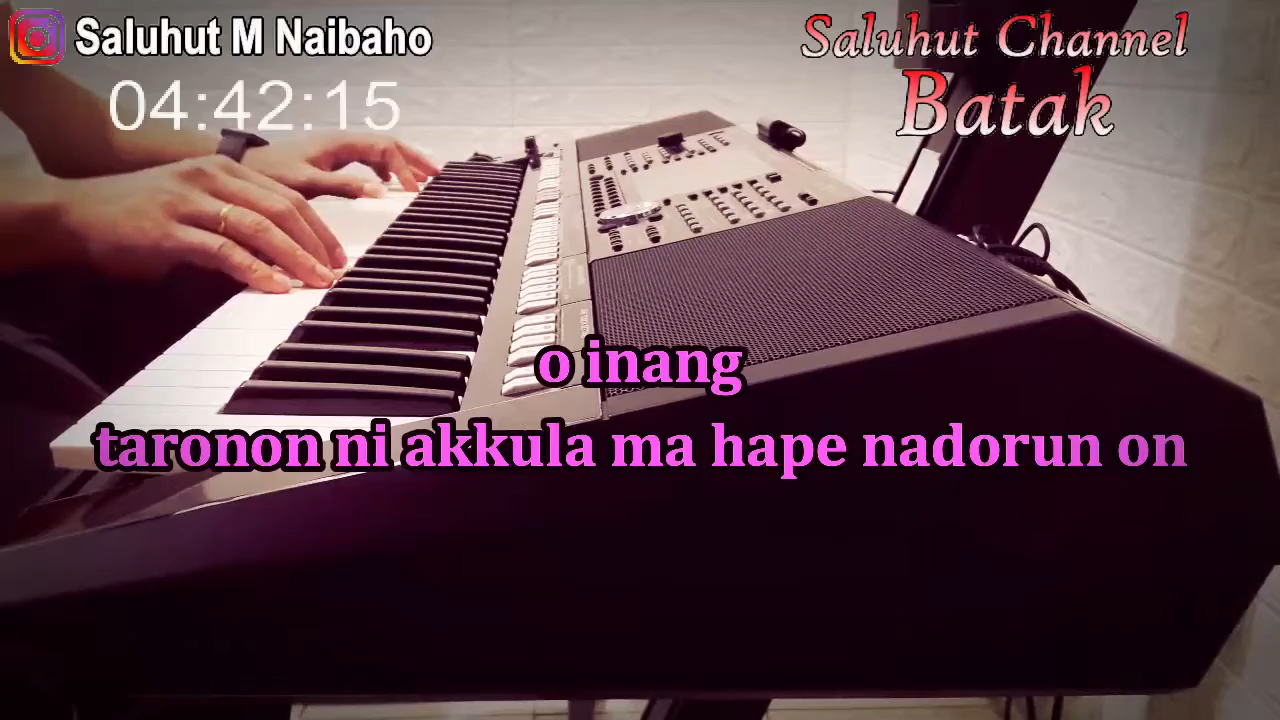 Saluhut M Naibaho
04:42:15
Saluhut Channel
Batak
o inang
taronon ni akkula ma hape nadorun on